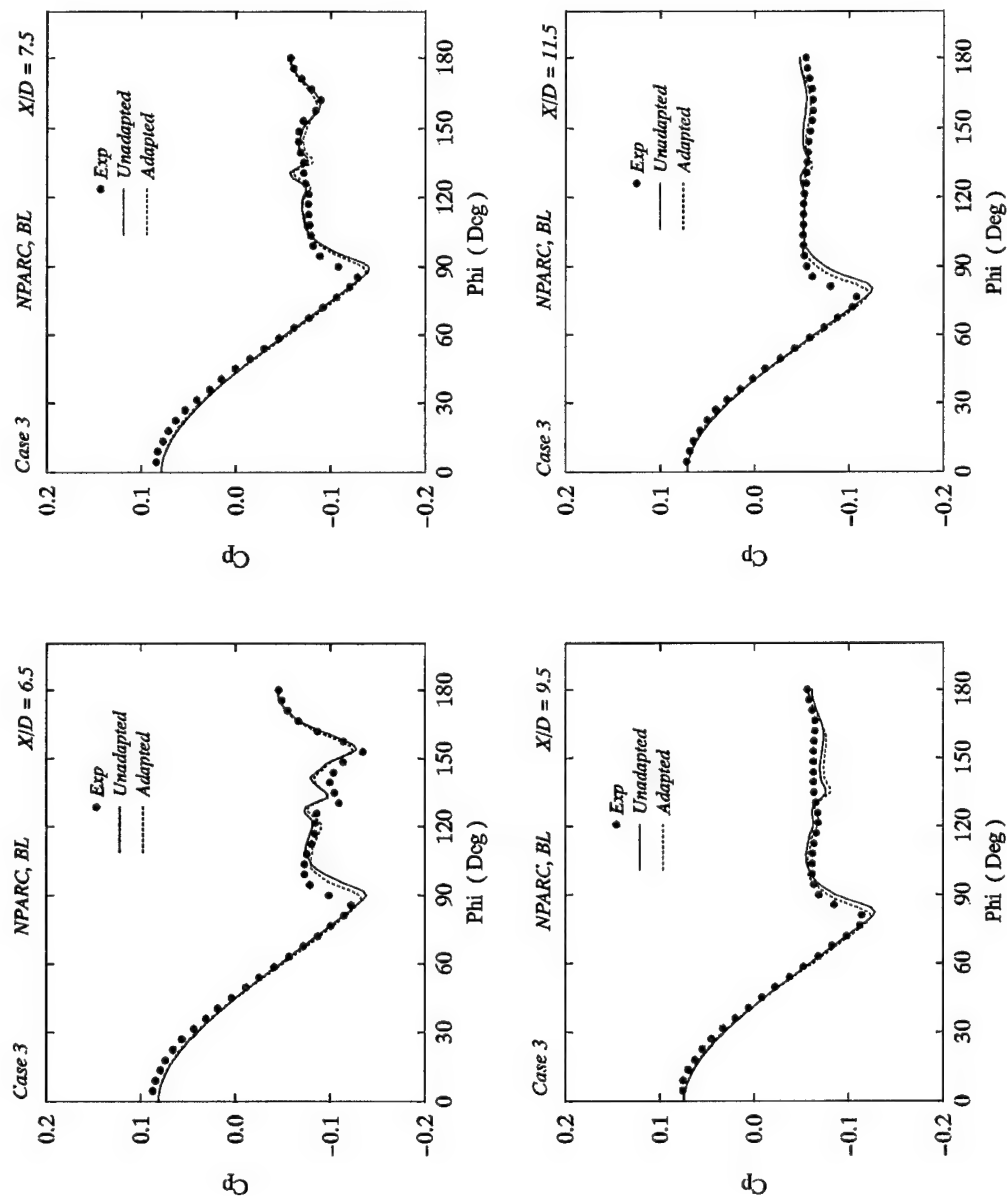 Case 3 NPARC, BL X/D = 6.5
0.2
0.1
0.0
-0.1
-0.2
Cp
Exp
Unadapted
Adapted
0 30 60 90 120 150 180
Phi ( Dcg )
Case 3 NPARC, BL X/D = 7.5
0.2
0.1
0.0
-0.1
-0.2
Cp
Exp
Unadapted
Adapted
0 30 60 90 120 150 180
Phi ( Dcg )
Case 3 NPARC, BL X/D = 9.5
0.2
0.1
0.0
-0.1
-0.2
Cp
Exp
Unadapted
Adapted
0 30 60 90 120 150 180
Phi ( Deg )
Case 3 NPARC, BL X/D = 11.5
0.2
0.1
0.0
-0.1
-0.2
Cp
Exp
Unadapted
Adapted
0 30 60 90 120 150 180
Phi ( Deg )